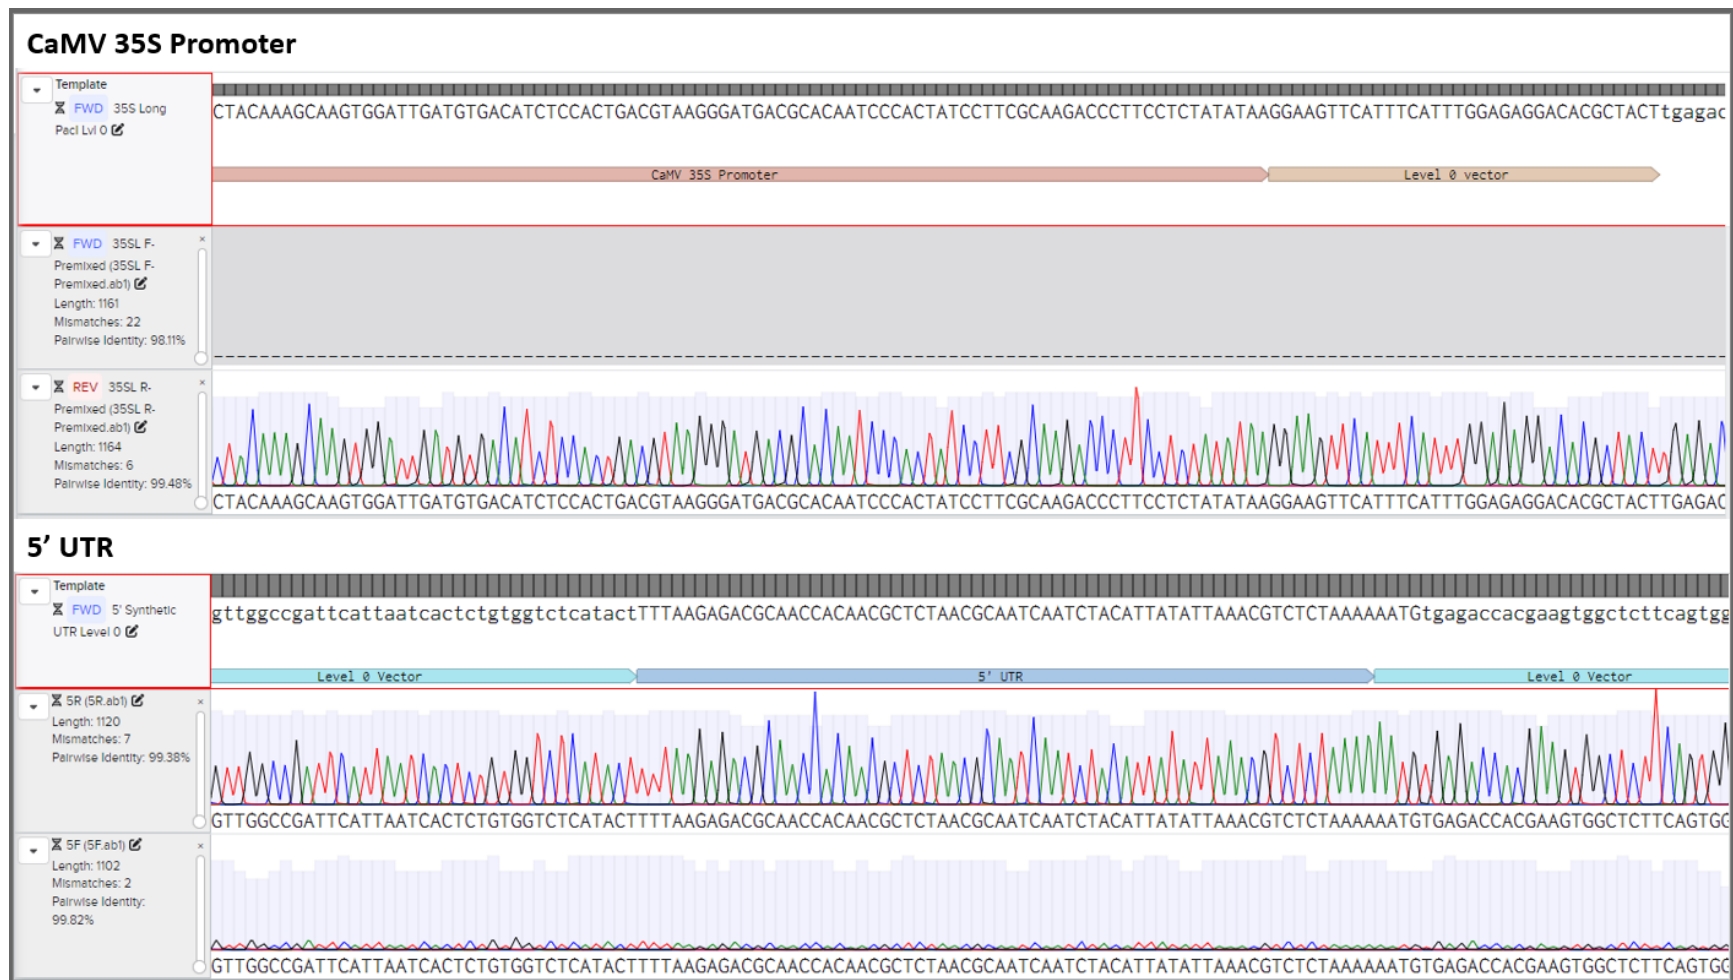 CaMV 35S Promoter
Template
FWD 35S Long
PacI Lvl 0
CTACAAAGCAAGTGGATTGATGTGACATCTCCACTGACGTAAGGGATGACGCACAATCCCACTATCCTTCGCAAGACCCTTCCTCTATATAAGGAAGTTCATTTCATTTGGAGAGGACACGCTACTtgagac
CaMV 35S Promoter
Level 0 vector
FWD 35SL F-
Premixed (35SL F-
Premixed.ab1)
Length: 1161
Mismatches: 22
Pairwise Identity: 98.11%
REV 35SL R-
Premixed (35SL R-
Premixed.ab1)
Length: 1164
Mismatches: 6
Pairwise Identity: 99.48%
CTACAAAGCAAGTGGATTGATGTGACATCTCCACTGACGTAAGGGATGACGCACAATCCCACTATCCTTCGCAAGACCCTTCCTCTATATAAGGAAGTTCATTTCATTTGGAGAGGACACGCTACTTGAGAC
5’ UTR
Template
FWD 5' Synthetic
UTR Level 0
gttggccgattcattaatcactctgtggtctcatactTTTAAGAGACGCAACCACAACGCTCTAACGCAATCAATCTACATTATATTAAACGTCTCTAAAAAATGtgagaccacgaagtggctcttcagtgg
Level 0 Vector
5' UTR
Level 0 Vector
5R (5R.ab1)
Length: 1120
Mismatches: 7
Pairwise Identity: 99.38%
GTTGGCCGATTCATTAATCACTCTGTGGTCTCATACTTTTAAGAGACGCAACCACAACGCTCTAACGCAATCAATCTACATTATATTAAACGTCTCTAAAAAATGTGAGACCACGAAGTGGCTCTTCAGTGG
5F (5F.ab1)
Length: 1102
Mismatches: 2
Pairwise Identity:
99.82%
GTTGGCCGATTCATTAATCACTCTGTGGTCTCATACTTTTAAGAGACGCAACCACAACGCTCTAACGCAATCAATCTACATTATATTAAACGTCTCTAAAAAATGTGAGACCACGAAGTGGCTCTTCAGTGG